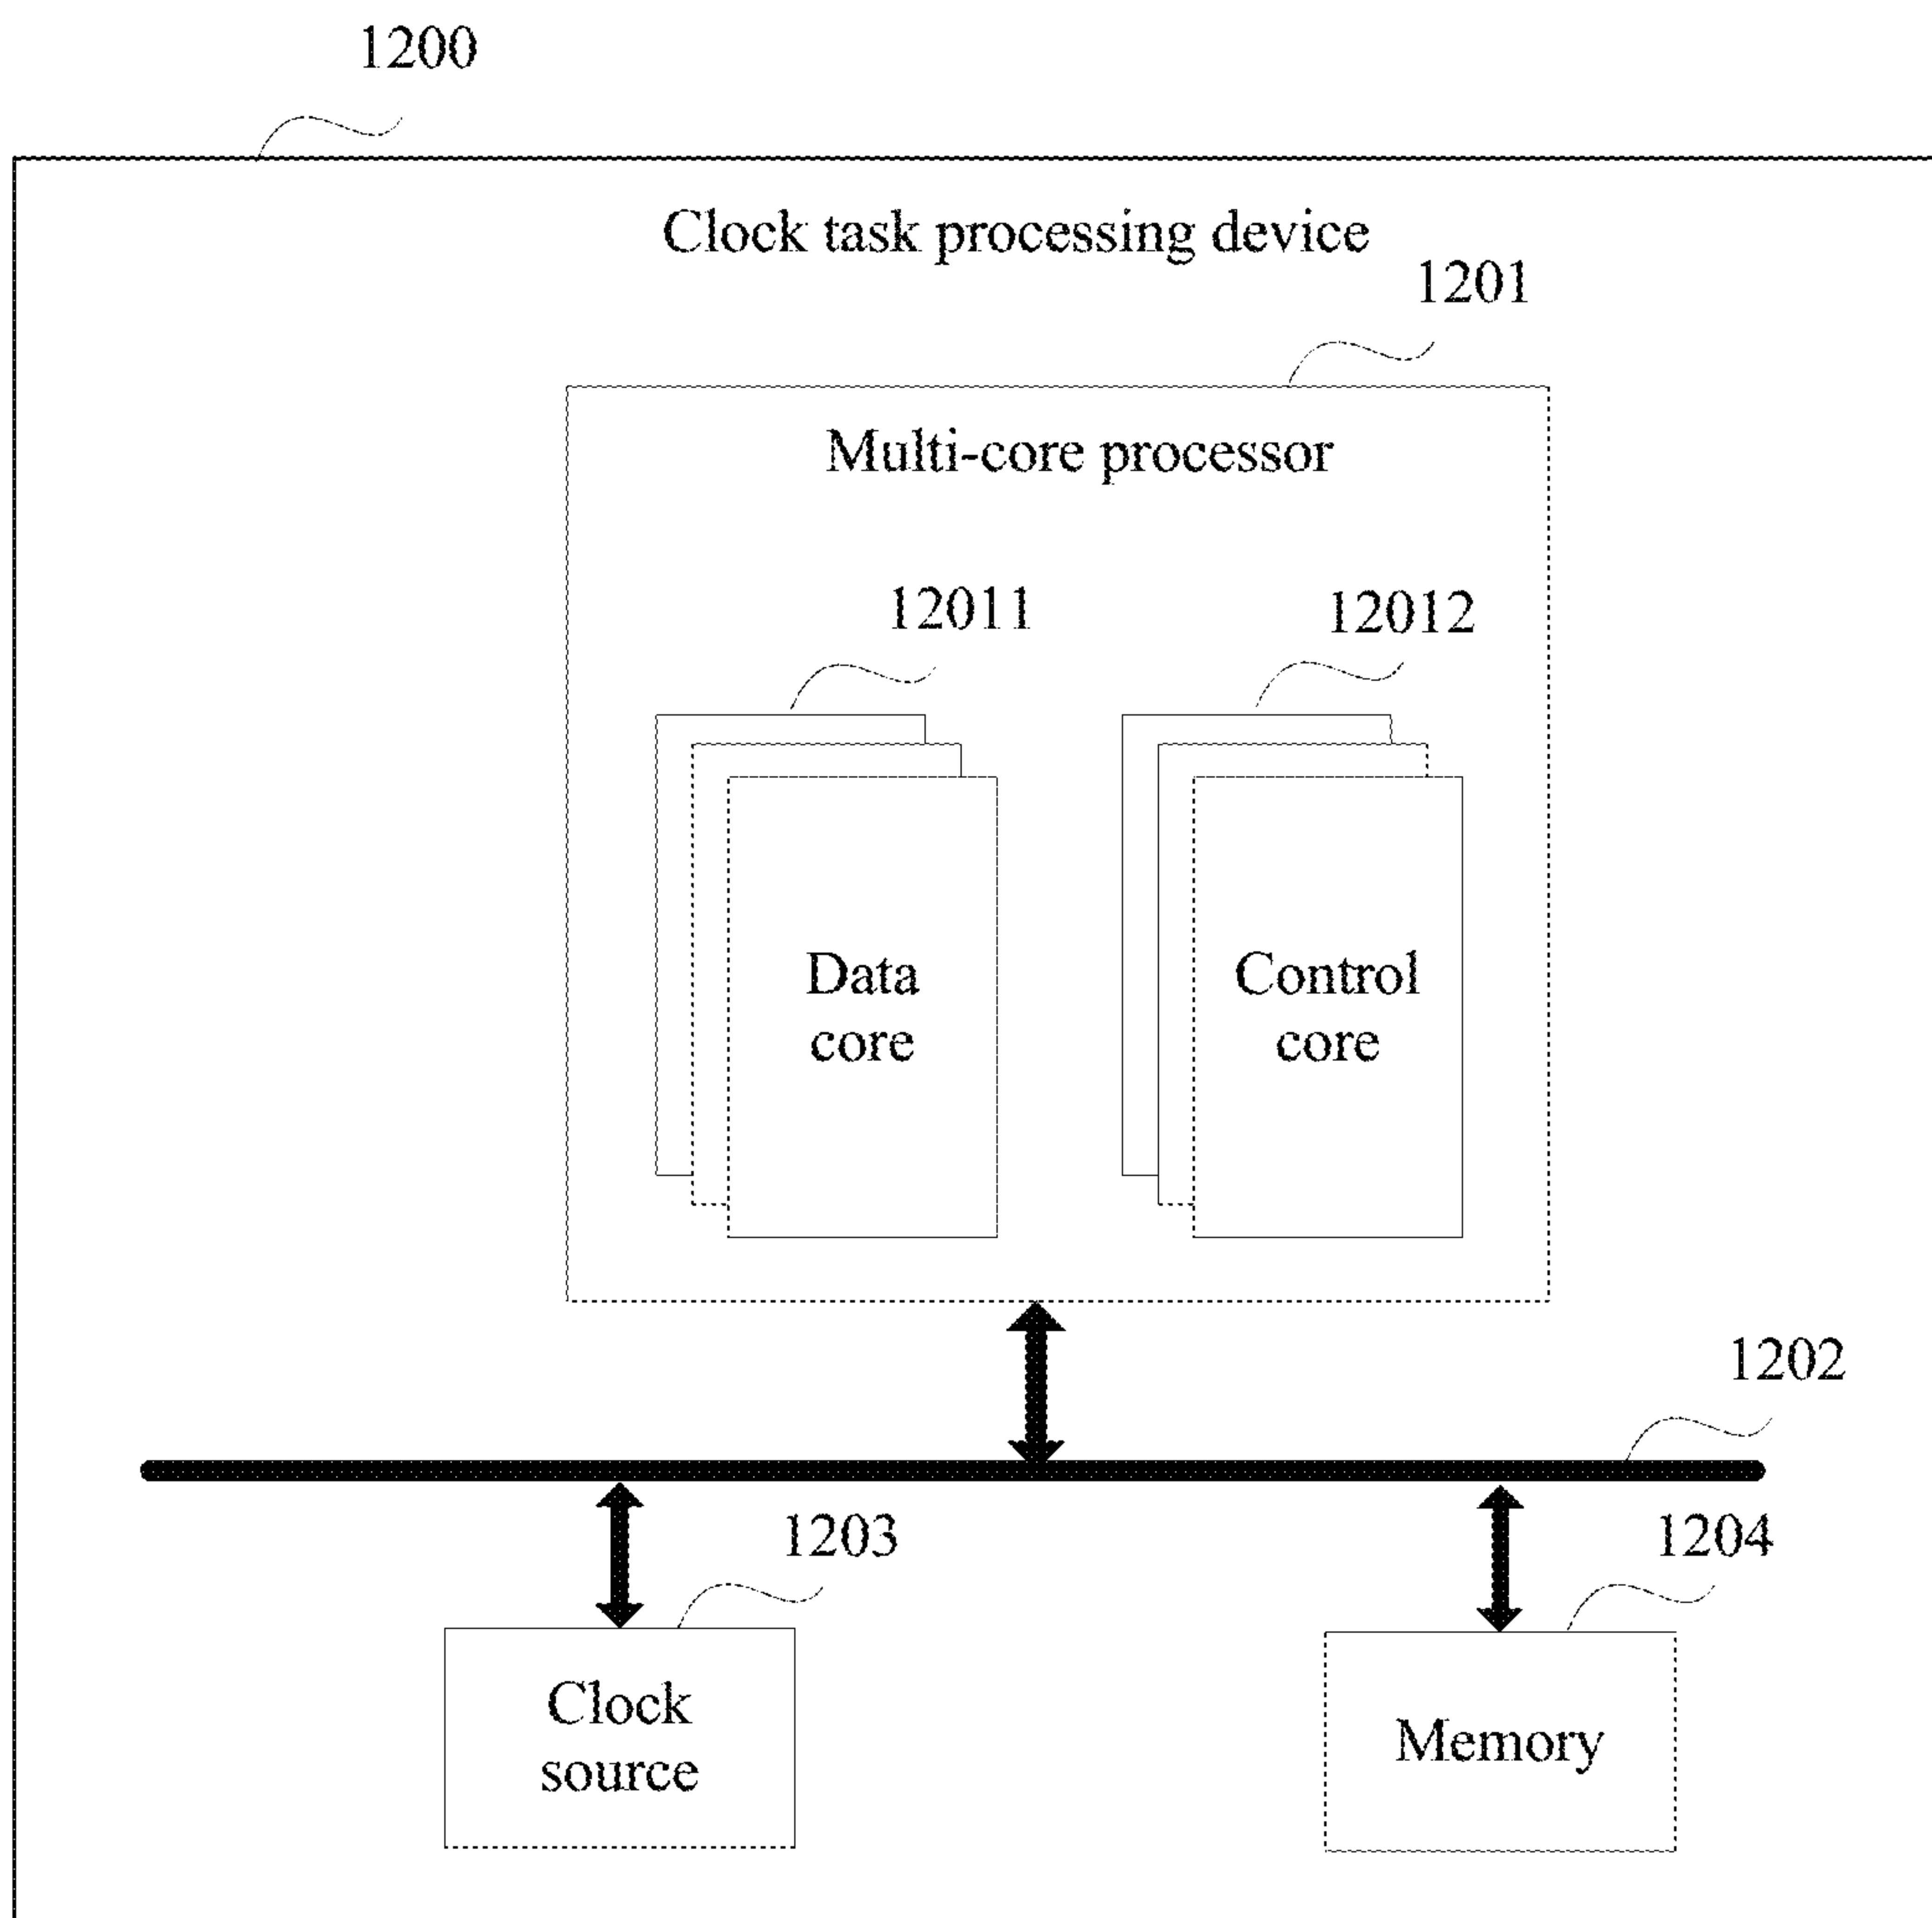 1200
Clock task processing device
1201
Multi-core processor
12011
12012
Data
core
Control
core
1202
1203
1204
Clock
source
Memory